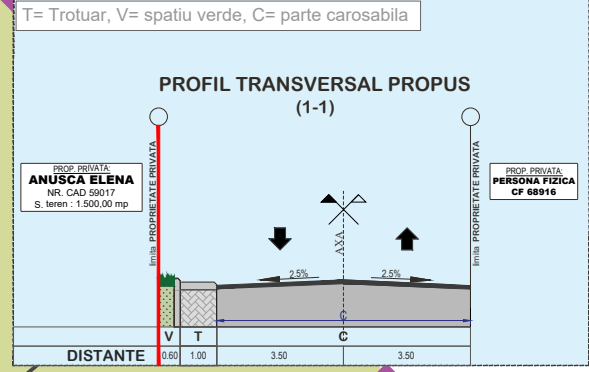 T= Trotuar, V= spatiu verde, C= parte carosabila
PROFIL TRANSVERSAL PROPUS
(1-1)
PROP. PRIVATA:
ANUSCA ELENA
NR. CAD 59017
S. teren : 1.500,00 mp
limita PROPRIETATE PRIVATA
AXA
limita PROPRIETATE PRIVATA
PROP. PRIVATA:
PERSONA FIZICA
CF 68916
2.5% 2.5%
C
V T C
DISTANTE 0.60 1.00 3.50 3.50